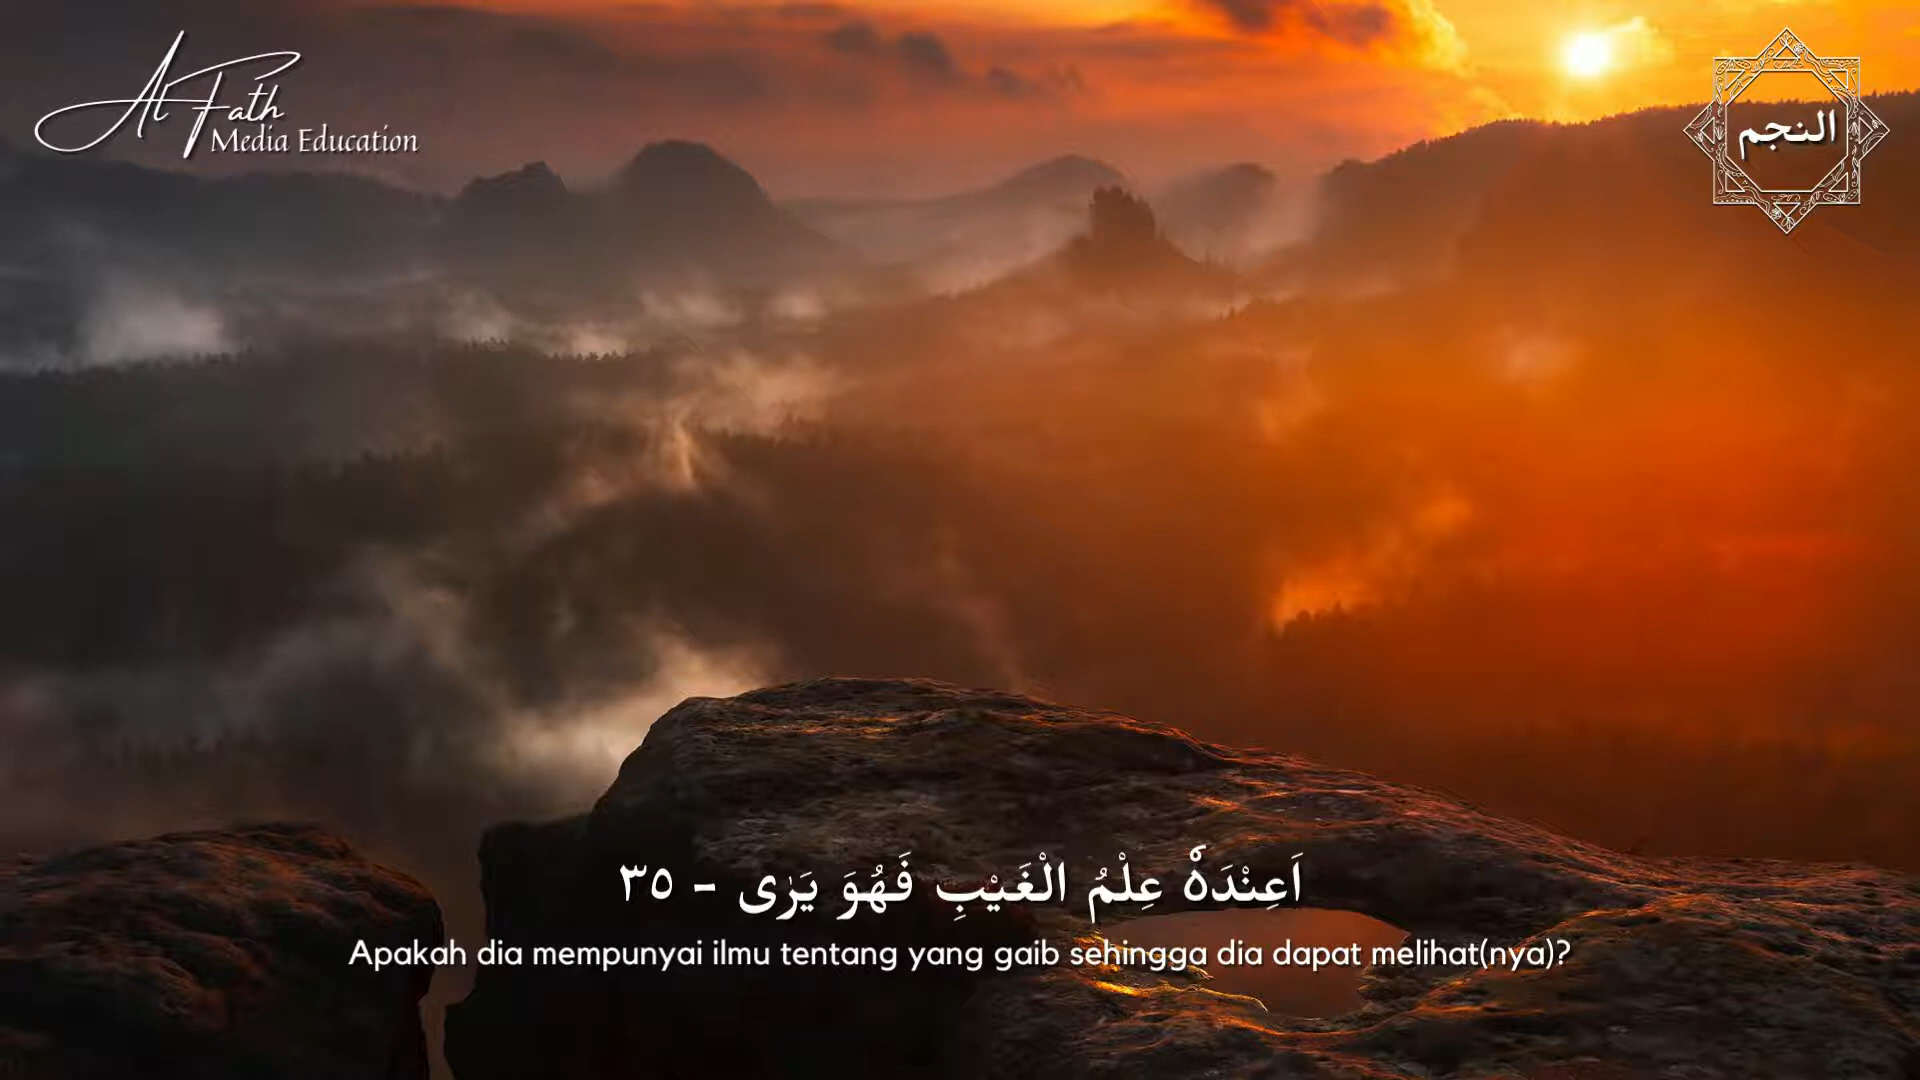 Al Fath
Media Education
النجم
اَعِنْدَهٗ عِلْمُ الْغَيْبِ فَهُوَ يَرٰى - ٣٥
Apakah dia mempunyai ilmu tentang yang gaib sehingga dia dapat melihat(nya)?